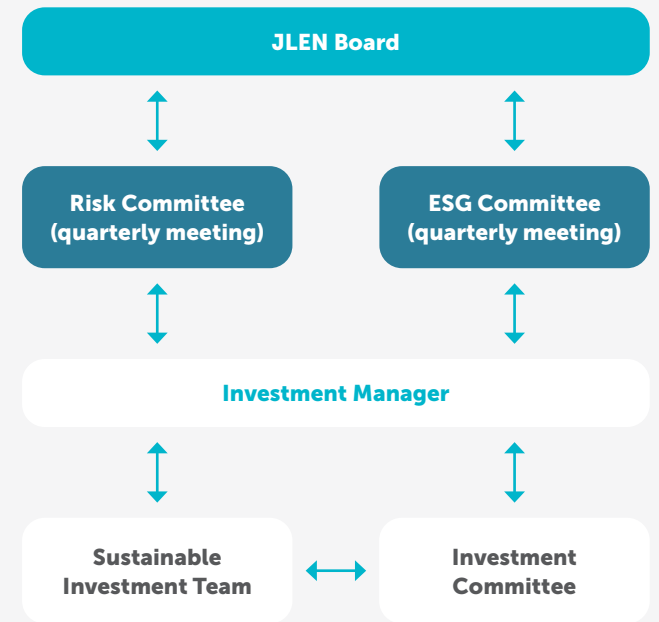 JLEN Board
Risk Committee
(quarterly meeting)
ESG Committee
(quarterly meeting)
Investment Manager
Sustainable
Investment Team
Investment
Committee